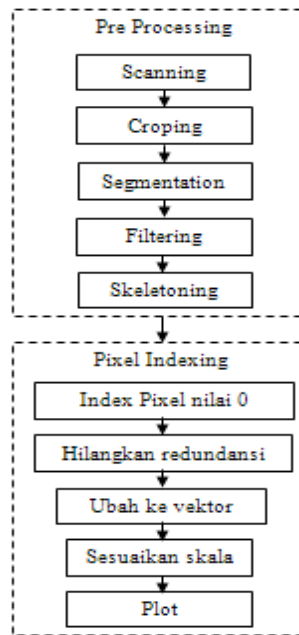 Pre Processing
Scanning
Croping
Segmentation
Filtering
Skeletoning
Pixel Indexing
Index Pixel nilai 0
Hilangkan redundansi
Ubah ke vektor
Sesuaikan skala
Plot